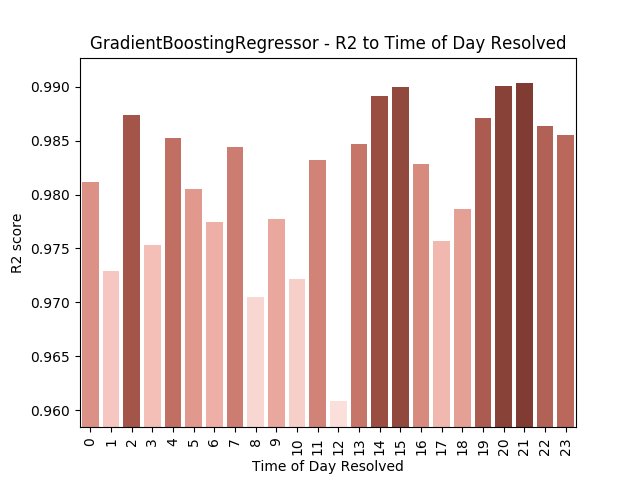 GradientBoostingRegressor - R2 to Time of Day Resolved
0.990
0.985
0.980
0.975
0.970
0.965
0.960
R2 score
0 1 2 3 4 5 6 7 8 9 10 11 12 13 14 15 16 17 18 19 20 21 22 23
Time of Day Resolved